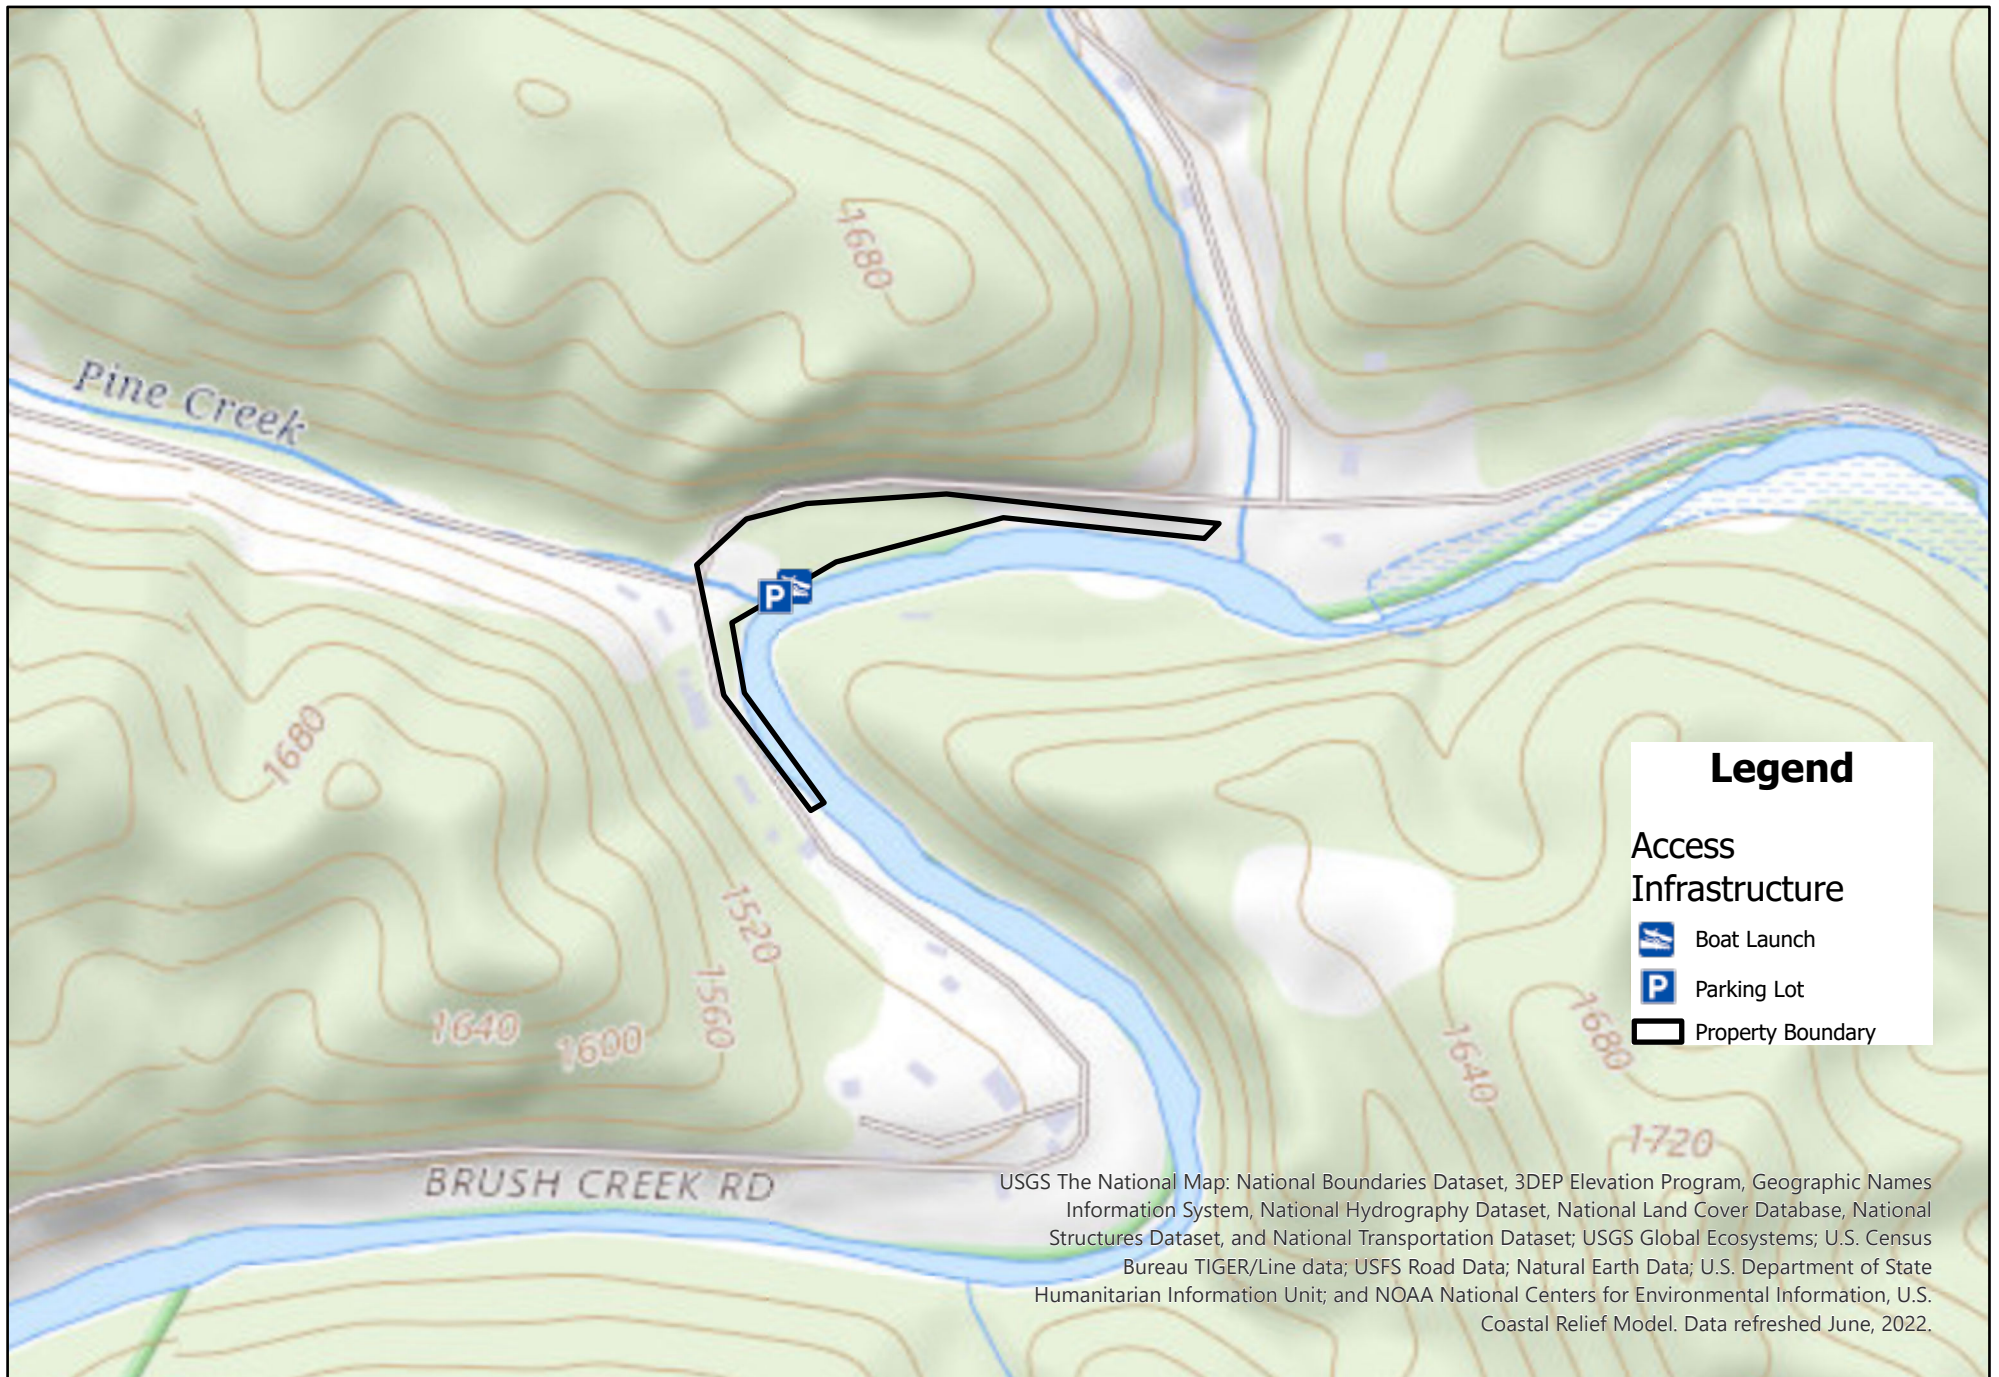 1680
Pine Creek
1680
1520
1560
1640
1600
BRUSH CREEK RD
1640
1680
1720
Legend
Access
Infrastructure
Boat Launch
P Parking Lot
Property Boundary
P
USGS The National Map: National Boundaries Dataset, 3DEP Elevation Program, Geographic Names
Information System, National Hydrography Dataset, National Land Cover Database, National
Structures Dataset, and National Transportation Dataset; USGS Global Ecosystems; U.S. Census
Bureau TIGER/Line data; USFS Road Data; Natural Earth Data; U.S. Department of State
Humanitarian Information Unit; and NOAA National Centers for Environmental Information, U.S.
Coastal Relief Model. Data refreshed June, 2022.